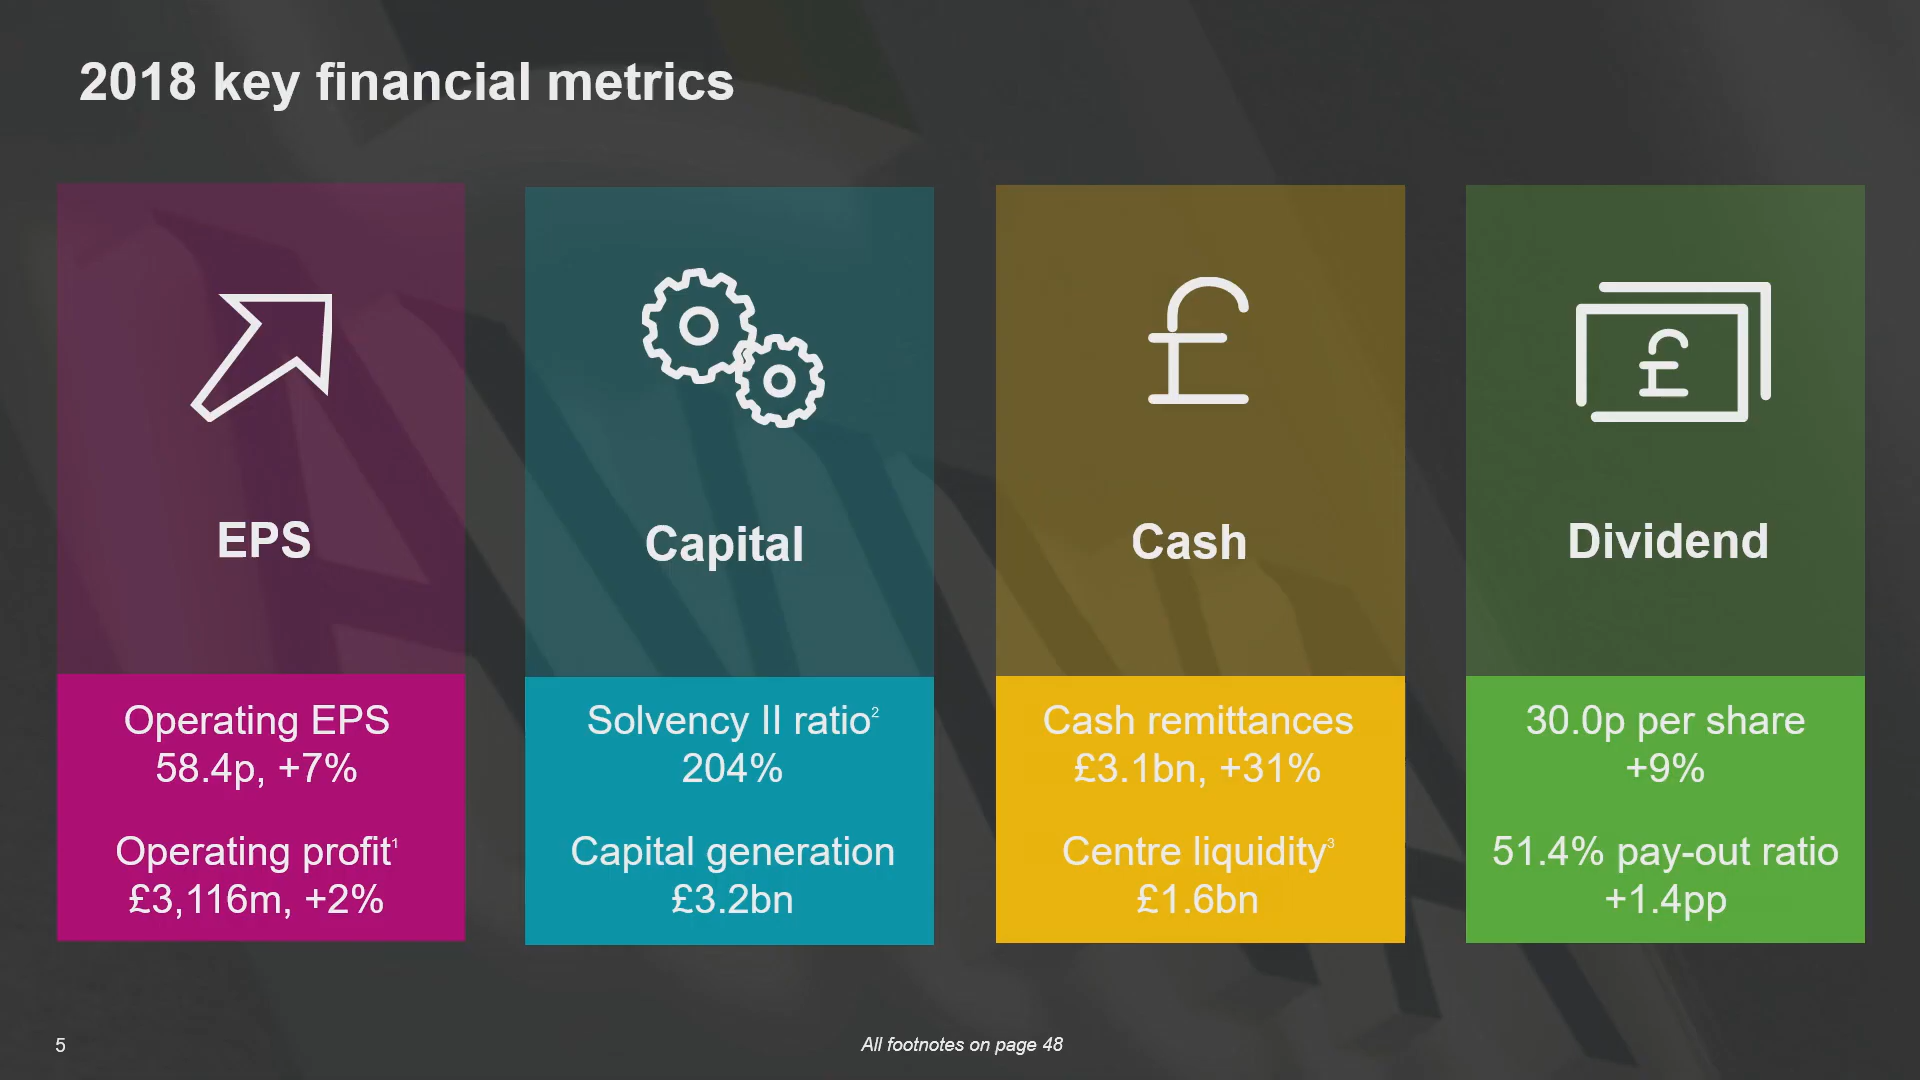 2018 key financial metrics
EPS
Operating EPS
58.4p, +7%
Operating profit¹
£3,116m, +2%
Capital
Solvency II ratio²
204%
Capital generation
£3.2bn
£
Cash
Cash remittances
£3.1bn, +31%
Centre liquidity³
£1.6bn
£
Dividend
30.0p per share
+9%
51.4% pay-out ratio
+1.4pp
5
All footnotes on page 48